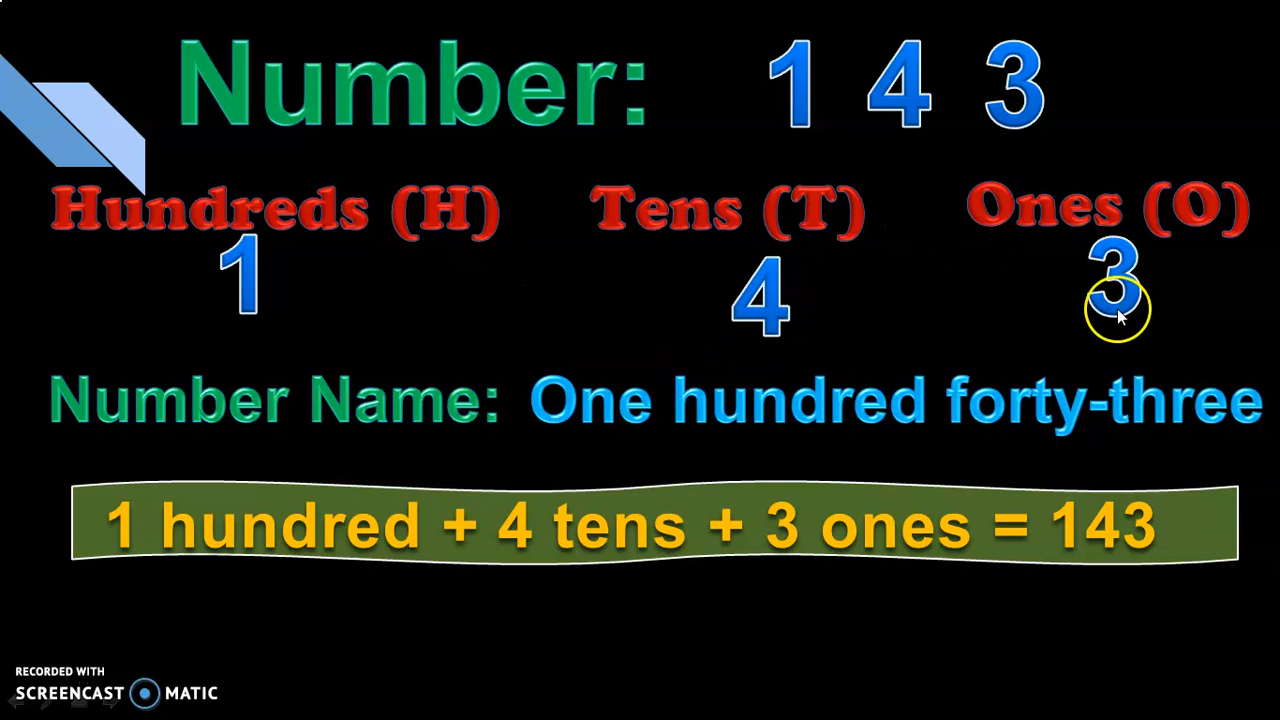 Number: 1 4 3
Hundreds (H) Tens (T) Ones (O)
1 4 3
Number Name: One hundred forty-three
1 hundred + 4 tens + 3 ones = 143
RECORDED WITH
SCREENCAST MATIC